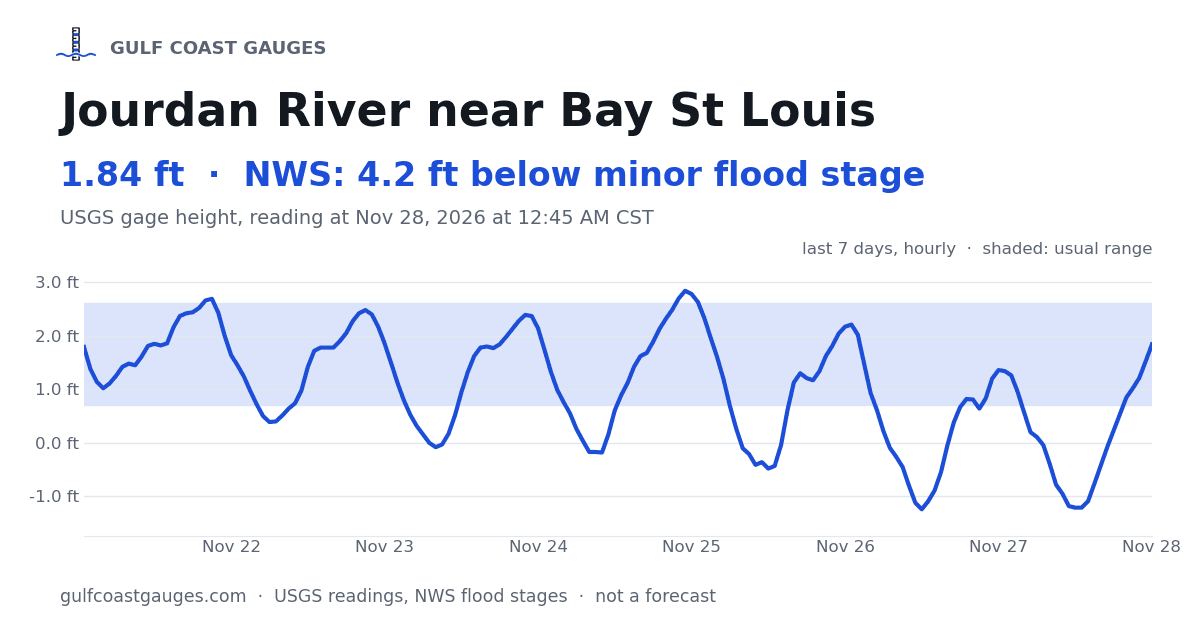 GULF COAST GAUGES
Jourdan River near Bay St Louis
1.84 ft · NWS: 4.2 ft below minor flood stage
USGS gage height, reading at Nov 28, 2026 at 12:45 AM CST
last 7 days, hourly · shaded: usual range
3.0 ft
2.0 ft
1.0 ft
0.0 ft
-1.0 ft
Nov 22 Nov 23 Nov 24 Nov 25 Nov 26 Nov 27 Nov 28
gulfcoastgauges.com · USGS readings, NWS flood stages · not a forecast